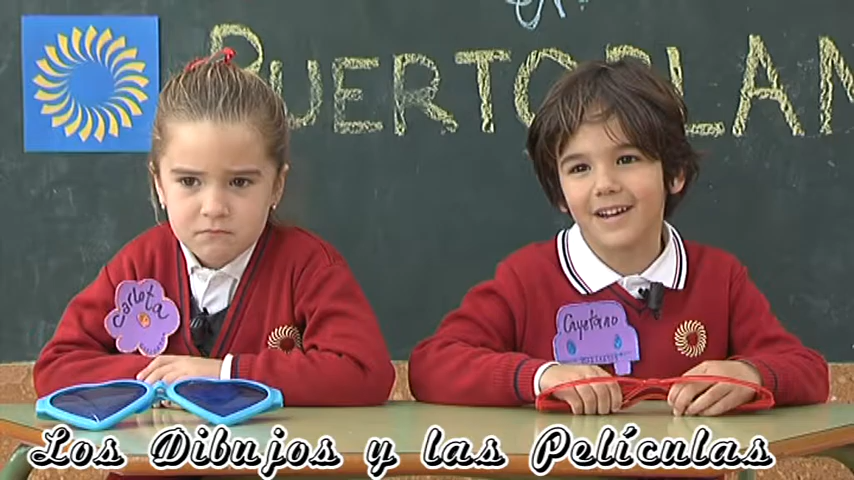 PUERTOLLAN
Carlota
Cayetano
Los Dibujos y las Películas